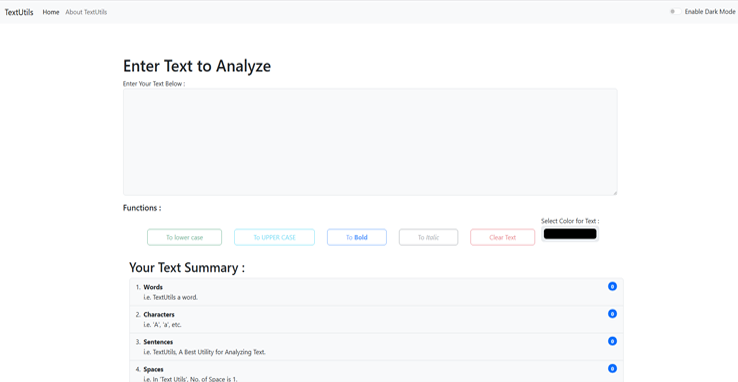 TextUtils Home About TextUtils Enable Dark Mode
Enter Text to Analyze
Enter Your Text Below :
Functions :
Select Color for Text :
To lower case To UPPER CASE To Bold To Italic Clear Text
Your Text Summary :
1. Words 0
i.e. TextUtils a word.
2. Characters 0
i.e. 'A', 'a', etc.
3. Sentences 0
i.e. TextUtils, A Best Utility for Analyzing Text.
4. Spaces 0
i.e. In 'Text Utils', No. of Space is 1.